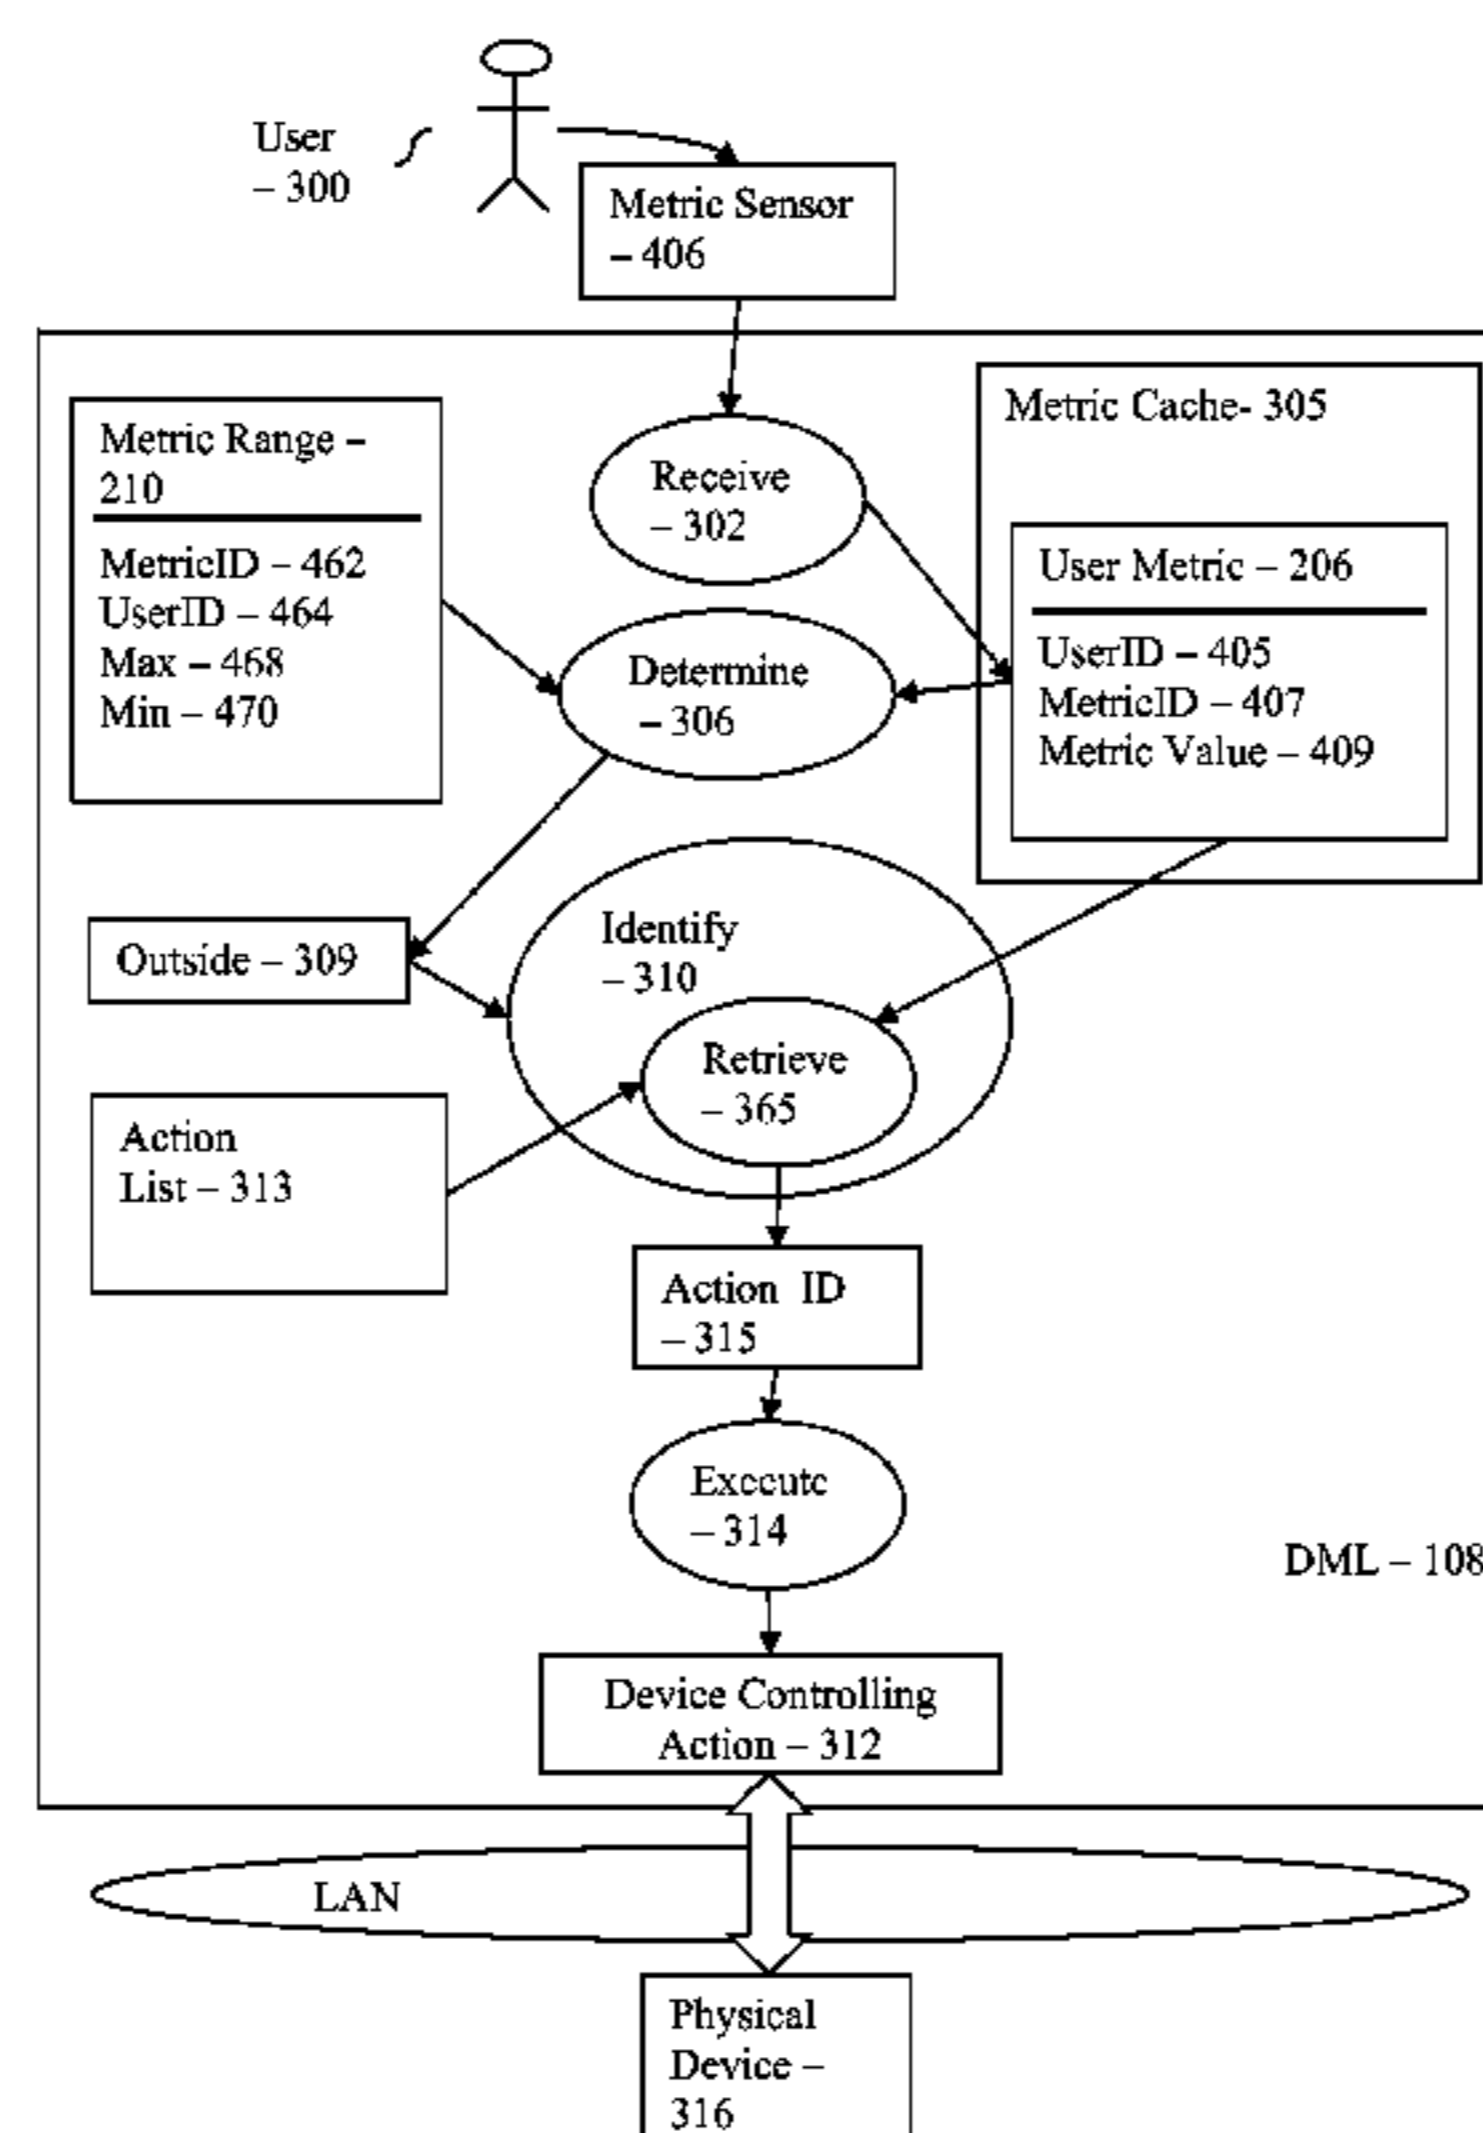 User
– 300
Metric Sensor
– 406
Metric Range –
210
MetricID – 462
UserID – 464
Max – 468
Min – 470
Receive
– 302
Metric Cache- 305
User Metric – 206
UserID – 405
MetricID – 407
Metric Value – 409
Determine
– 306
Outside – 309
Identify
– 310
Retrieve
– 365
Action
List – 313
Action ID
– 315
Execute
– 314
DML – 108
Device Controlling
Action – 312
LAN
Physical
Device –
316